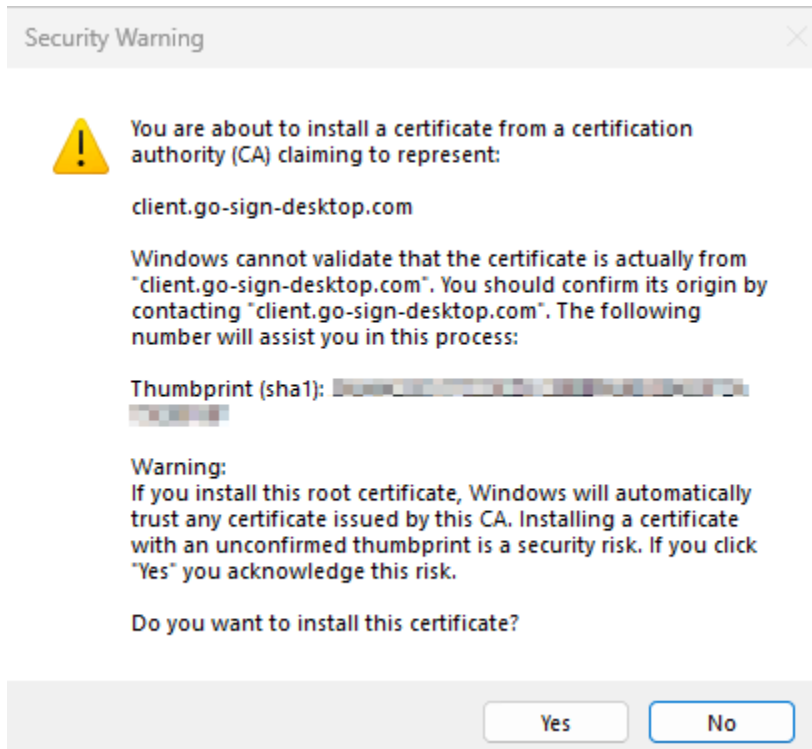 Security Warning
You are about to install a certificate from a certification
authority (CA) claiming to represent:
client.go-sign-desktop.com
Windows cannot validate that the certificate is actually from
"client.go-sign-desktop.com". You should confirm its origin by
contacting "client.go-sign-desktop.com". The following
number will assist you in this process:
Thumbprint (sha1):
Warning:
If you install this root certificate, Windows will automatically
trust any certificate issued by this CA. Installing a certificate
with an unconfirmed thumbprint is a security risk. If you click
"Yes" you acknowledge this risk.
Do you want to install this certificate?
Yes
No